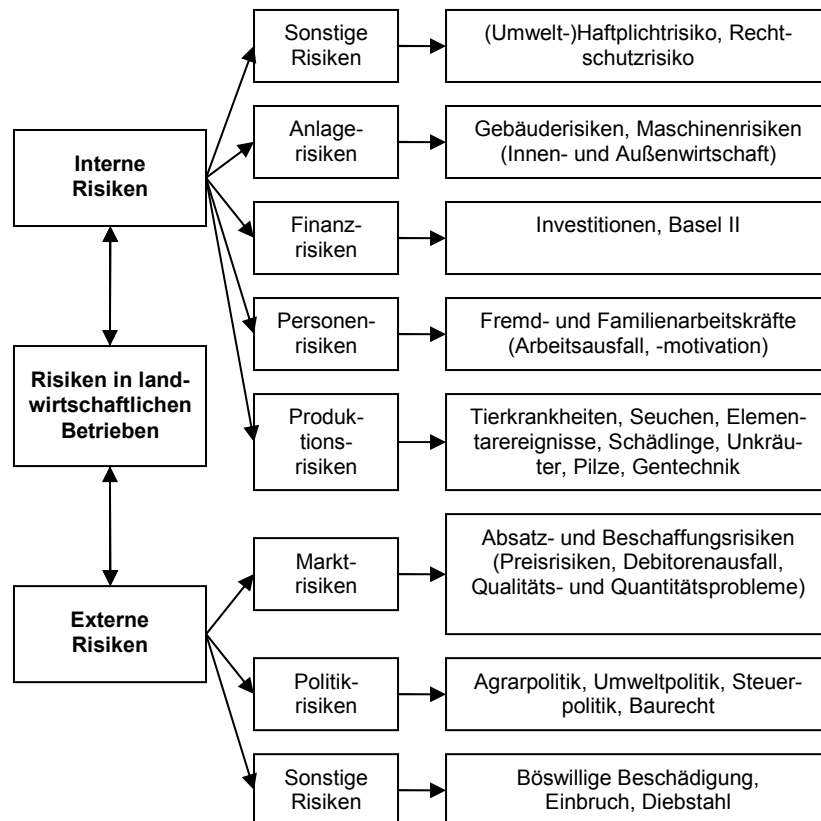 Risiken in land-
wirtschaftlichen
Betrieben
Interne
Risiken
Sonstige
Risiken
(Umwelt-)Haftplichtrisiko, Recht-
schutzrisiko
Anlage-
risiken
Gebäuderisiken, Maschinenrisiken
(Innen- und Außenwirtschaft)
Finanz-
risiken
Investitionen, Basel II
Personen-
risiken
Fremd- und Familienarbeitskräfte
(Arbeitsausfall, -motivation)
Produk-
tions-
risiken
Tierkrankheiten, Seuchen, Elemen-
tarereignisse, Schädlinge, Unkräu-
ter, Pilze, Gentechnik
Externe
Risiken
Markt-
risiken
Absatz- und Beschaffungsrisiken
(Preisrisiken, Debitorenausfall,
Qualitäts- und Quantitätsprobleme)
Politik-
risiken
Agrarpolitik, Umweltpolitik, Steuer-
politik, Baurecht
Sonstige
Risiken
Böswillige Beschädigung,
Einbruch, Diebstahl